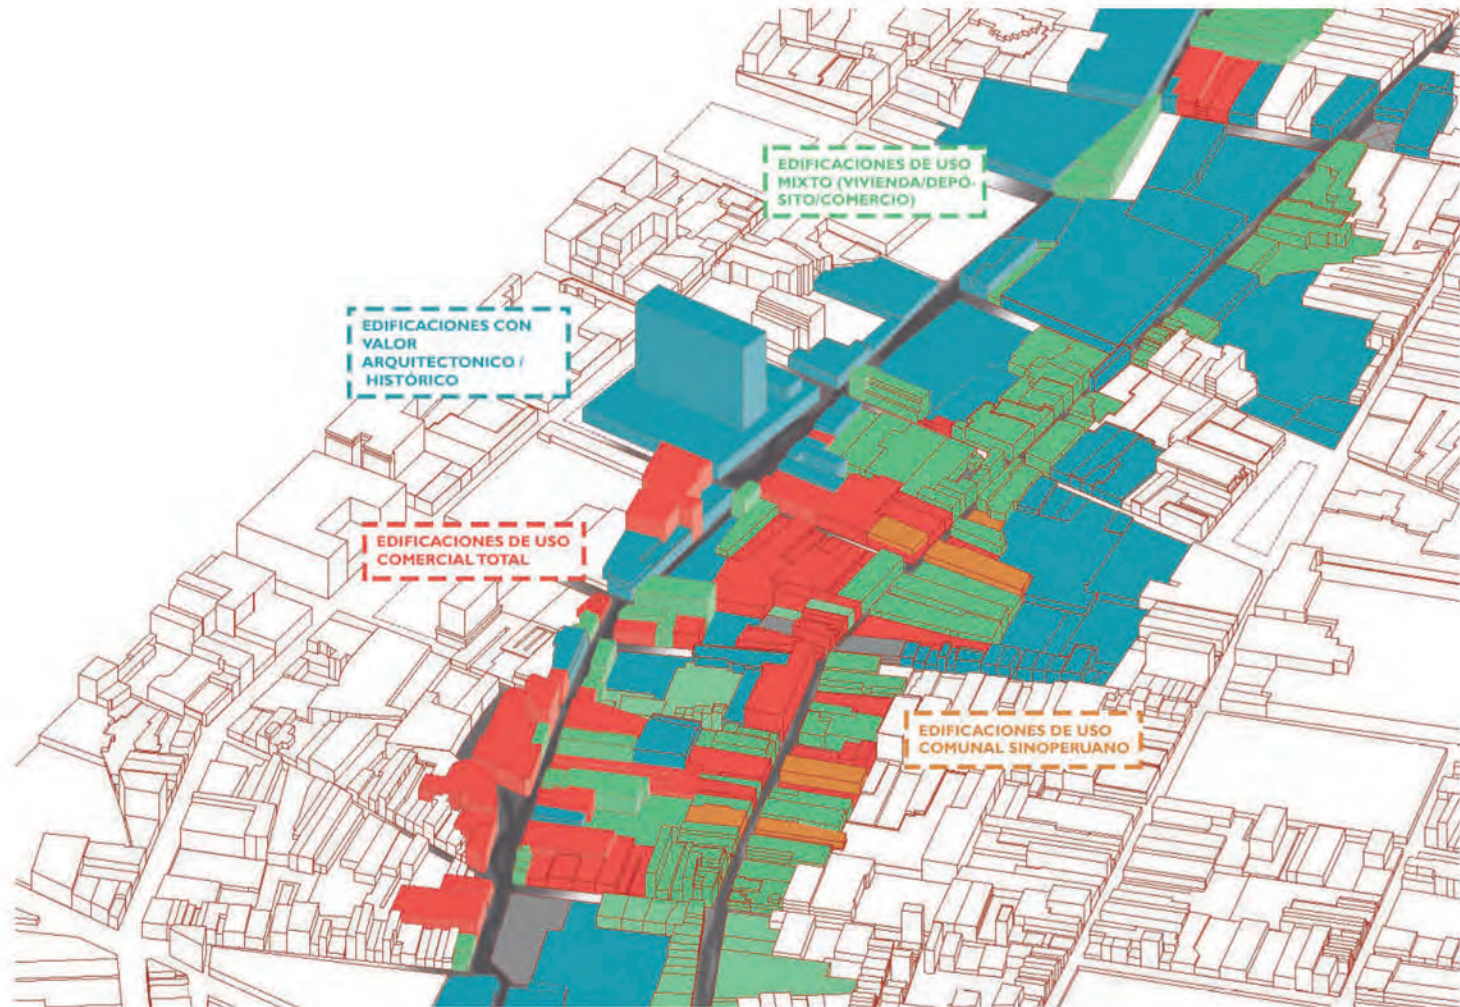 EDIFICACIONES DE USO
MIXTO (VIVIENDA/DEPÓ-
SITO/COMERCIO)
EDIFICACIONES CON
VALOR
ARQUITECTONICO /
HISTÓRICO
EDIFICACIONES DE USO
COMERCIAL TOTAL
EDIFICACIONES DE USO
COMUNAL SINOPERUANO